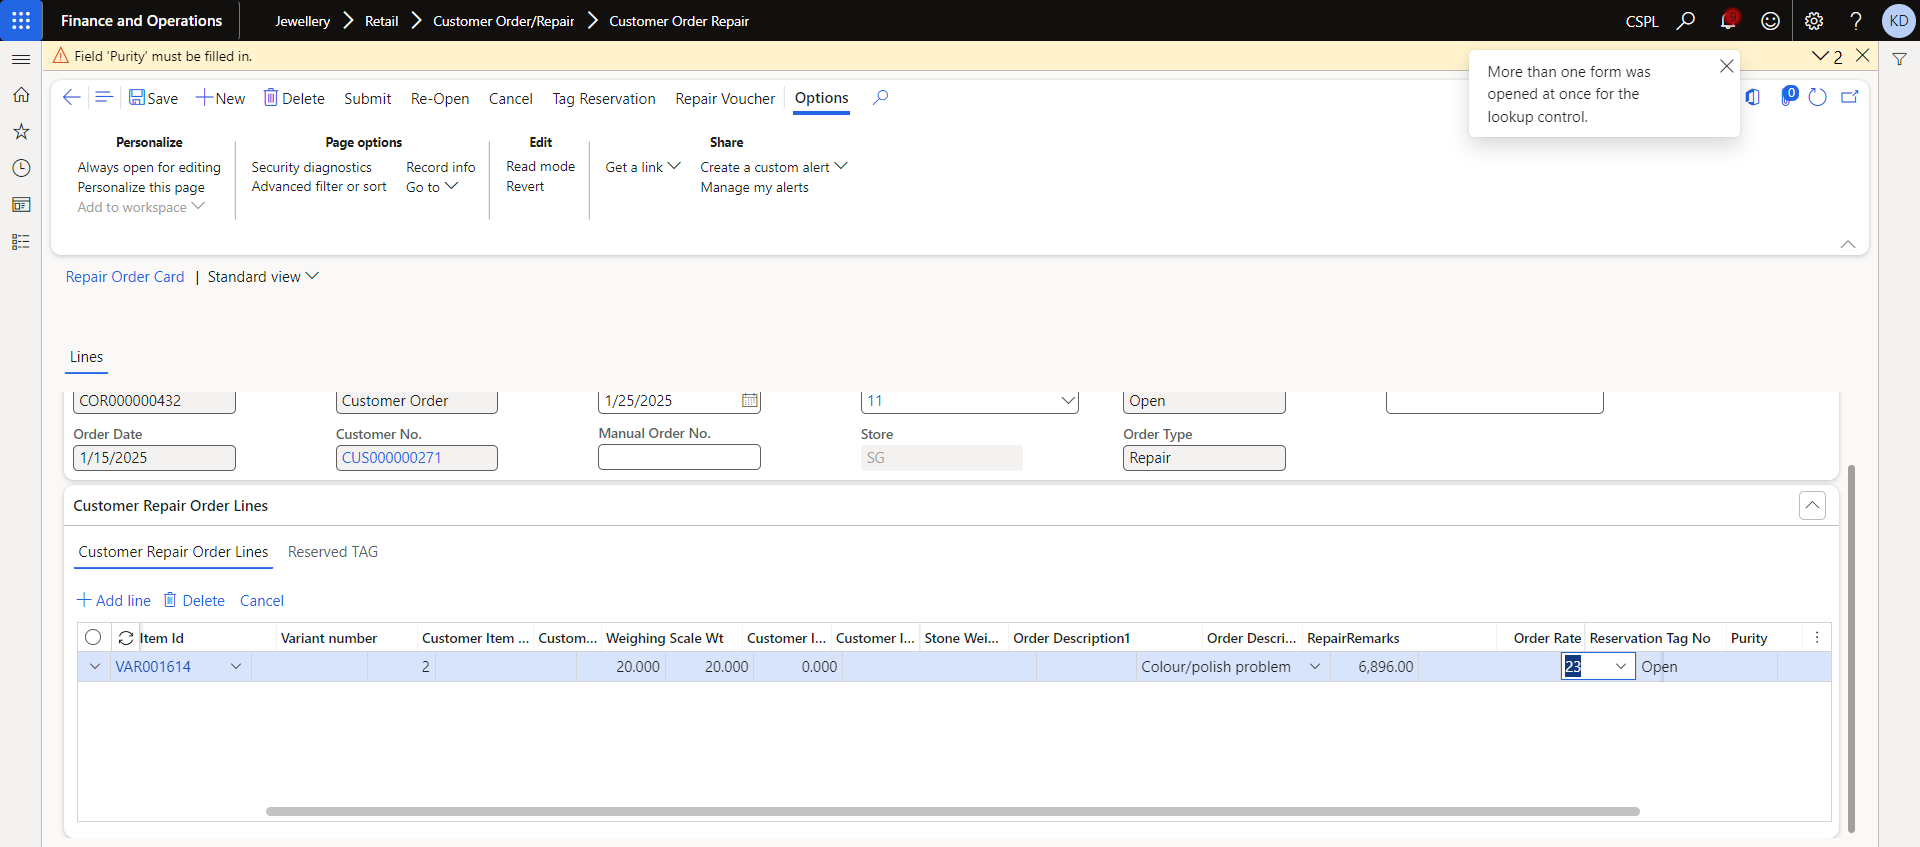 Finance and Operations
Jewellery
Retail
Customer Order/Repair
Customer Order Repair
CSPL
9
KD
Field 'Purity' must be filled in.
2
More than one form was
opened at once for the
lookup control.
Save
New
Delete
Submit
Re-Open
Cancel
Tag Reservation
Repair Voucher
Options
0
Personalize
Always open for editing
Personalize this page
Add to workspace
Page options
Security diagnostics
Advanced filter or sort
Record info
Go to
Edit
Read mode
Revert
Get a link
Share
Create a custom alert
Manage my alerts
Repair Order Card | Standard view
Lines
COR000000432
Customer Order
1/25/2025
11
Open
Order Date
Customer No.
Manual Order No.
Store
Order Type
1/15/2025
CUS000000271
SG
Repair
Customer Repair Order Lines
Customer Repair Order Lines
Reserved TAG
Add line
Delete
Cancel
Item Id
Variant number
Customer Item ...
Custom...
Weighing Scale Wt
Customer I...
Customer I...
Stone Wei...
Order Description1
Order Descri...
RepairRemarks
Order Rate
Reservation Tag No
Purity
VAR001614
2
20.000
20.000
0.000
Colour/polish problem
6,896.00
23
Open